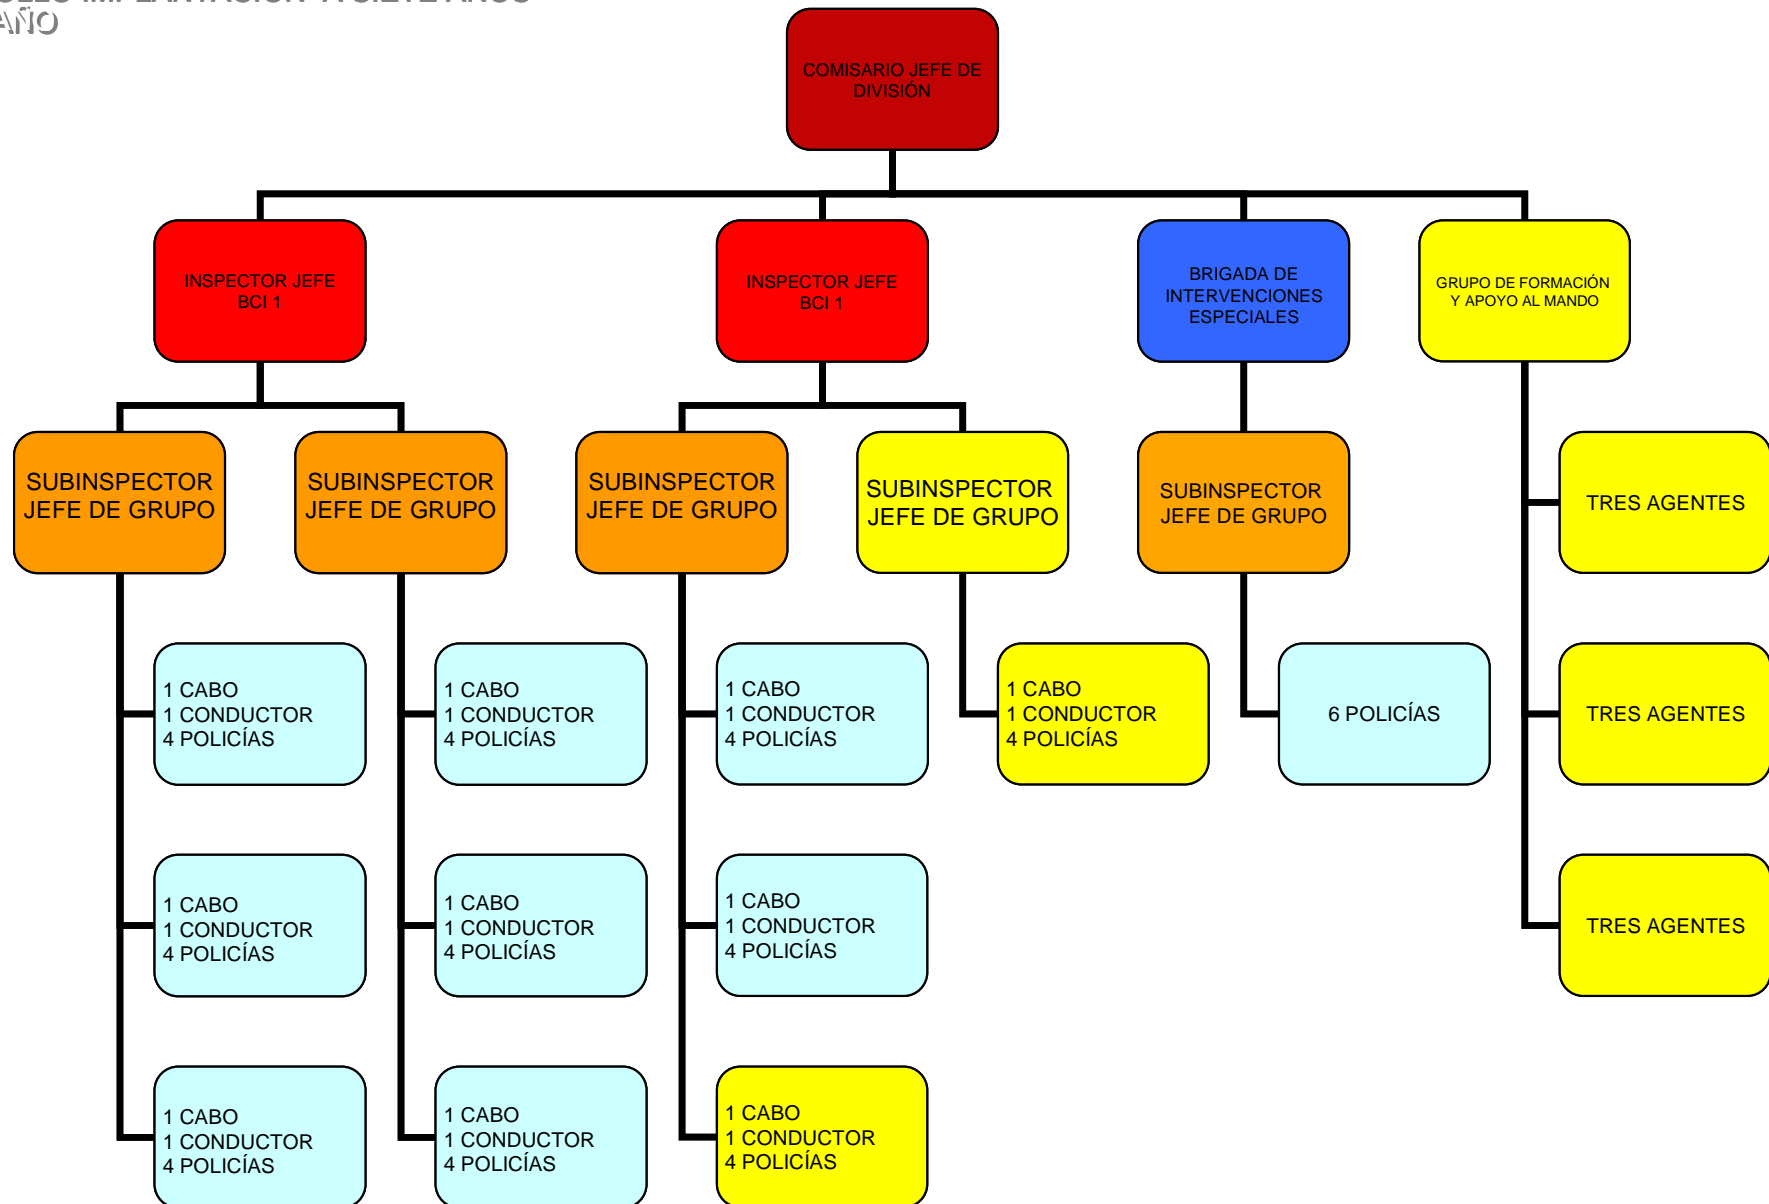 IMPLANTACIÓN A SIETE AÑOS
AÑO
COMISARIO JEFE DE
DIVISIÓN
INSPECTOR JEFE
BCI 1
INSPECTOR JEFE
BCI 1
BRIGADA DE
INTERVENCIONES
ESPECIALES
GRUPO DE FORMACIÓN
Y APOYO AL MANDO
SUBINSPECTOR
JEFE DE GRUPO
SUBINSPECTOR
JEFE DE GRUPO
SUBINSPECTOR
JEFE DE GRUPO
SUBINSPECTOR
JEFE DE GRUPO
SUBINSPECTOR
JEFE DE GRUPO
TRES AGENTES
1 CABO
1 CONDUCTOR
4 POLICÍAS
1 CABO
1 CONDUCTOR
4 POLICÍAS
1 CABO
1 CONDUCTOR
4 POLICÍAS
1 CABO
1 CONDUCTOR
4 POLICÍAS
6 POLICÍAS
TRES AGENTES
1 CABO
1 CONDUCTOR
4 POLICÍAS
1 CABO
1 CONDUCTOR
4 POLICÍAS
1 CABO
1 CONDUCTOR
4 POLICÍAS
TRES AGENTES
1 CABO
1 CONDUCTOR
4 POLICÍAS
1 CABO
1 CONDUCTOR
4 POLICÍAS
1 CABO
1 CONDUCTOR
4 POLICÍAS